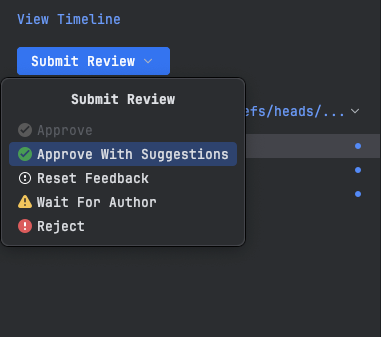 View Timeline
Submit Review
Submit Review
efs/heads/...
Approve
Approve With Suggestions
Reset Feedback
Wait For Author
Reject